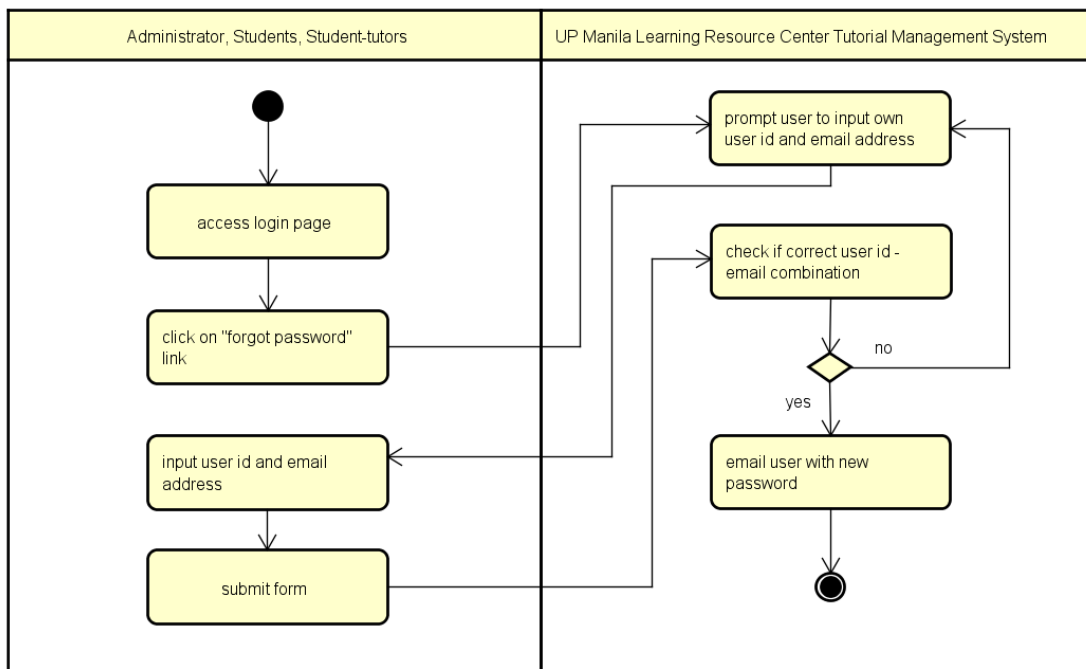 Administrator, Students, Student-tutors
UP Manila Learning Resource Center Tutorial Management System
access login page
click on "forgot password"
link
prompt user to input own
user id and email address
input user id and email
address
submit form
check if correct user id -
email combination
no
yes
email user with new
password